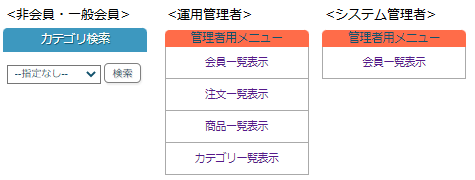 <非会員・一般会員>
カテゴリ検索
--指定なし--
検索
<運用管理者>
管理者用メニュー
会員一覧表示
注文一覧表示
商品一覧表示
カテゴリー覧表示
<システム管理者>
管理者用メニュー
会員一覧表示